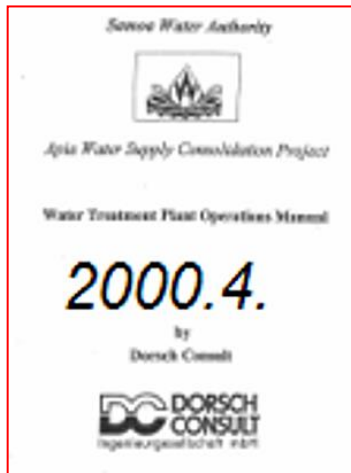 Samoa Water Authority
Apia Water Supply Consolidation Project
Water Treatment Plant Operations Manual
2000.4.
by
Dorsch Consult
DC DORSCH
CONSULT
Ingenieurgesellschaft mbH